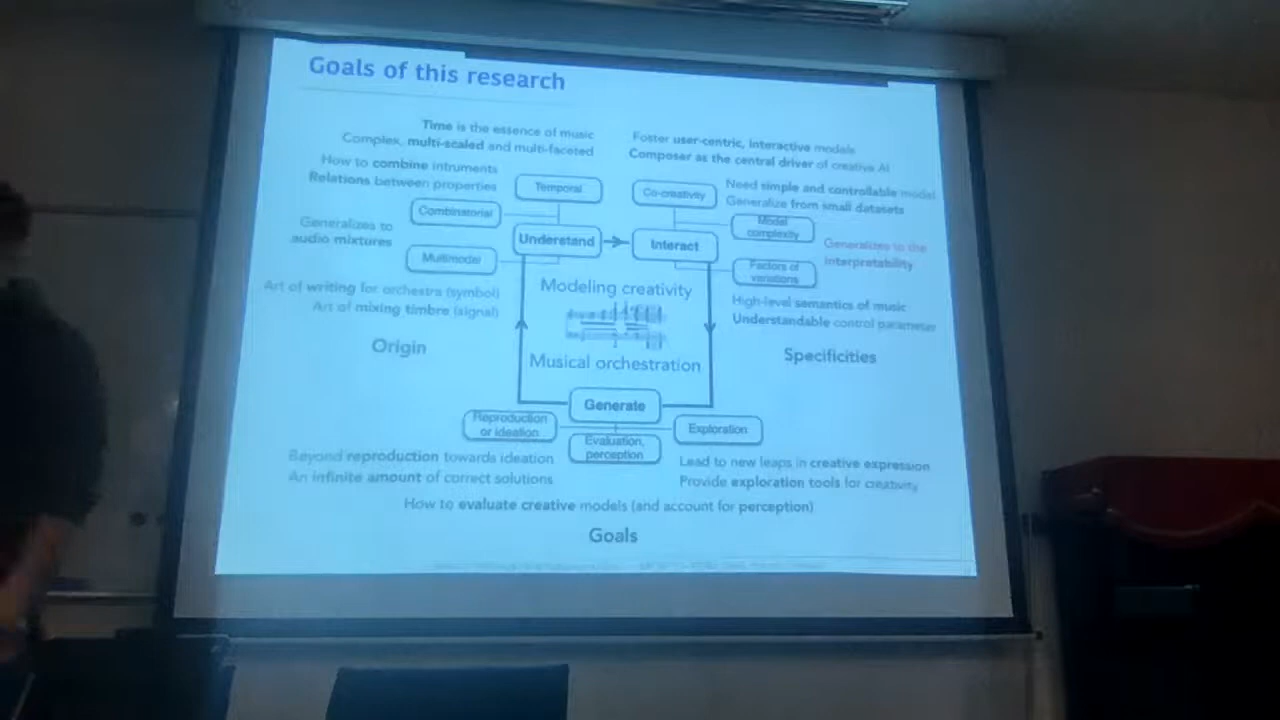 Goals of this research
Time is the essence of music
Complex, multi-scaled and multi-faceted
Foster user-centric, interactive models
Composer as the central driver of creative AI
How to combine intruments
Relations between properties
Temporal
Co-creativity
Need simple and controllable model
Generalize from small datasets
Combinatorial
Model
complexity
Generalizes to
audio mixtures
Understand
Interact
Generalizes to the
interpretability
Multimodal
Factors of
variations
Art of writing for orchestra (symbol)
Art of mixing timbre (signal)
Modeling creativity
High-level semantics of music
Understandable control parameter
Origin
Musical orchestration
Specificities
Generate
Reproduction
or ideation
Evaluation,
perception
Exploration
Beyond reproduction towards ideation
An infinite amount of correct solutions
Lead to new leaps in creative expression
Provide exploration tools for creativity
How to evaluate creative models (and account for perception)
Goals